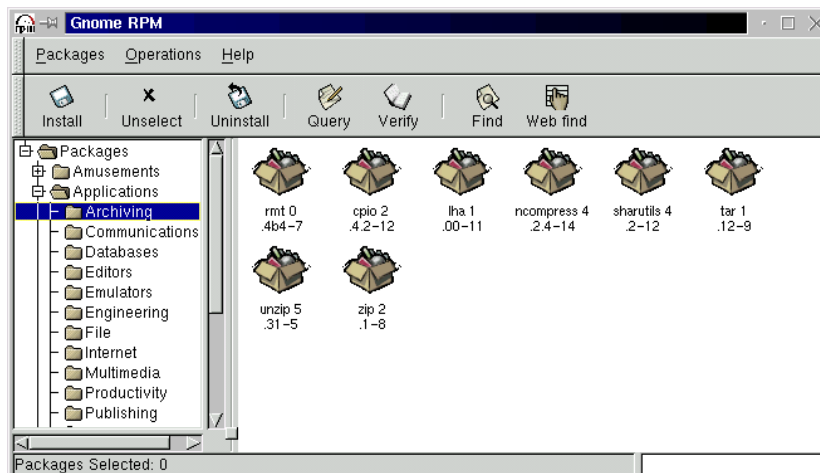 rpm Gnome RPM
Packages Operations Help
Install Unselect Uninstall Query Verify Find Web find
Packages
Amusements
Applications
Archiving
Communications
Databases
Editors
Emulators
Engineering
File
Internet
Multimedia
Productivity
Publishing
rmt 0 cpio 2 lha 1 ncompress 4 sharutils 4 tar 1
.4b4-7 .4.2-12 .00-11 .2.4-14 .2-12 .12-9
unzip 5 zip 2
.31-5 .1-8
Packages Selected: 0